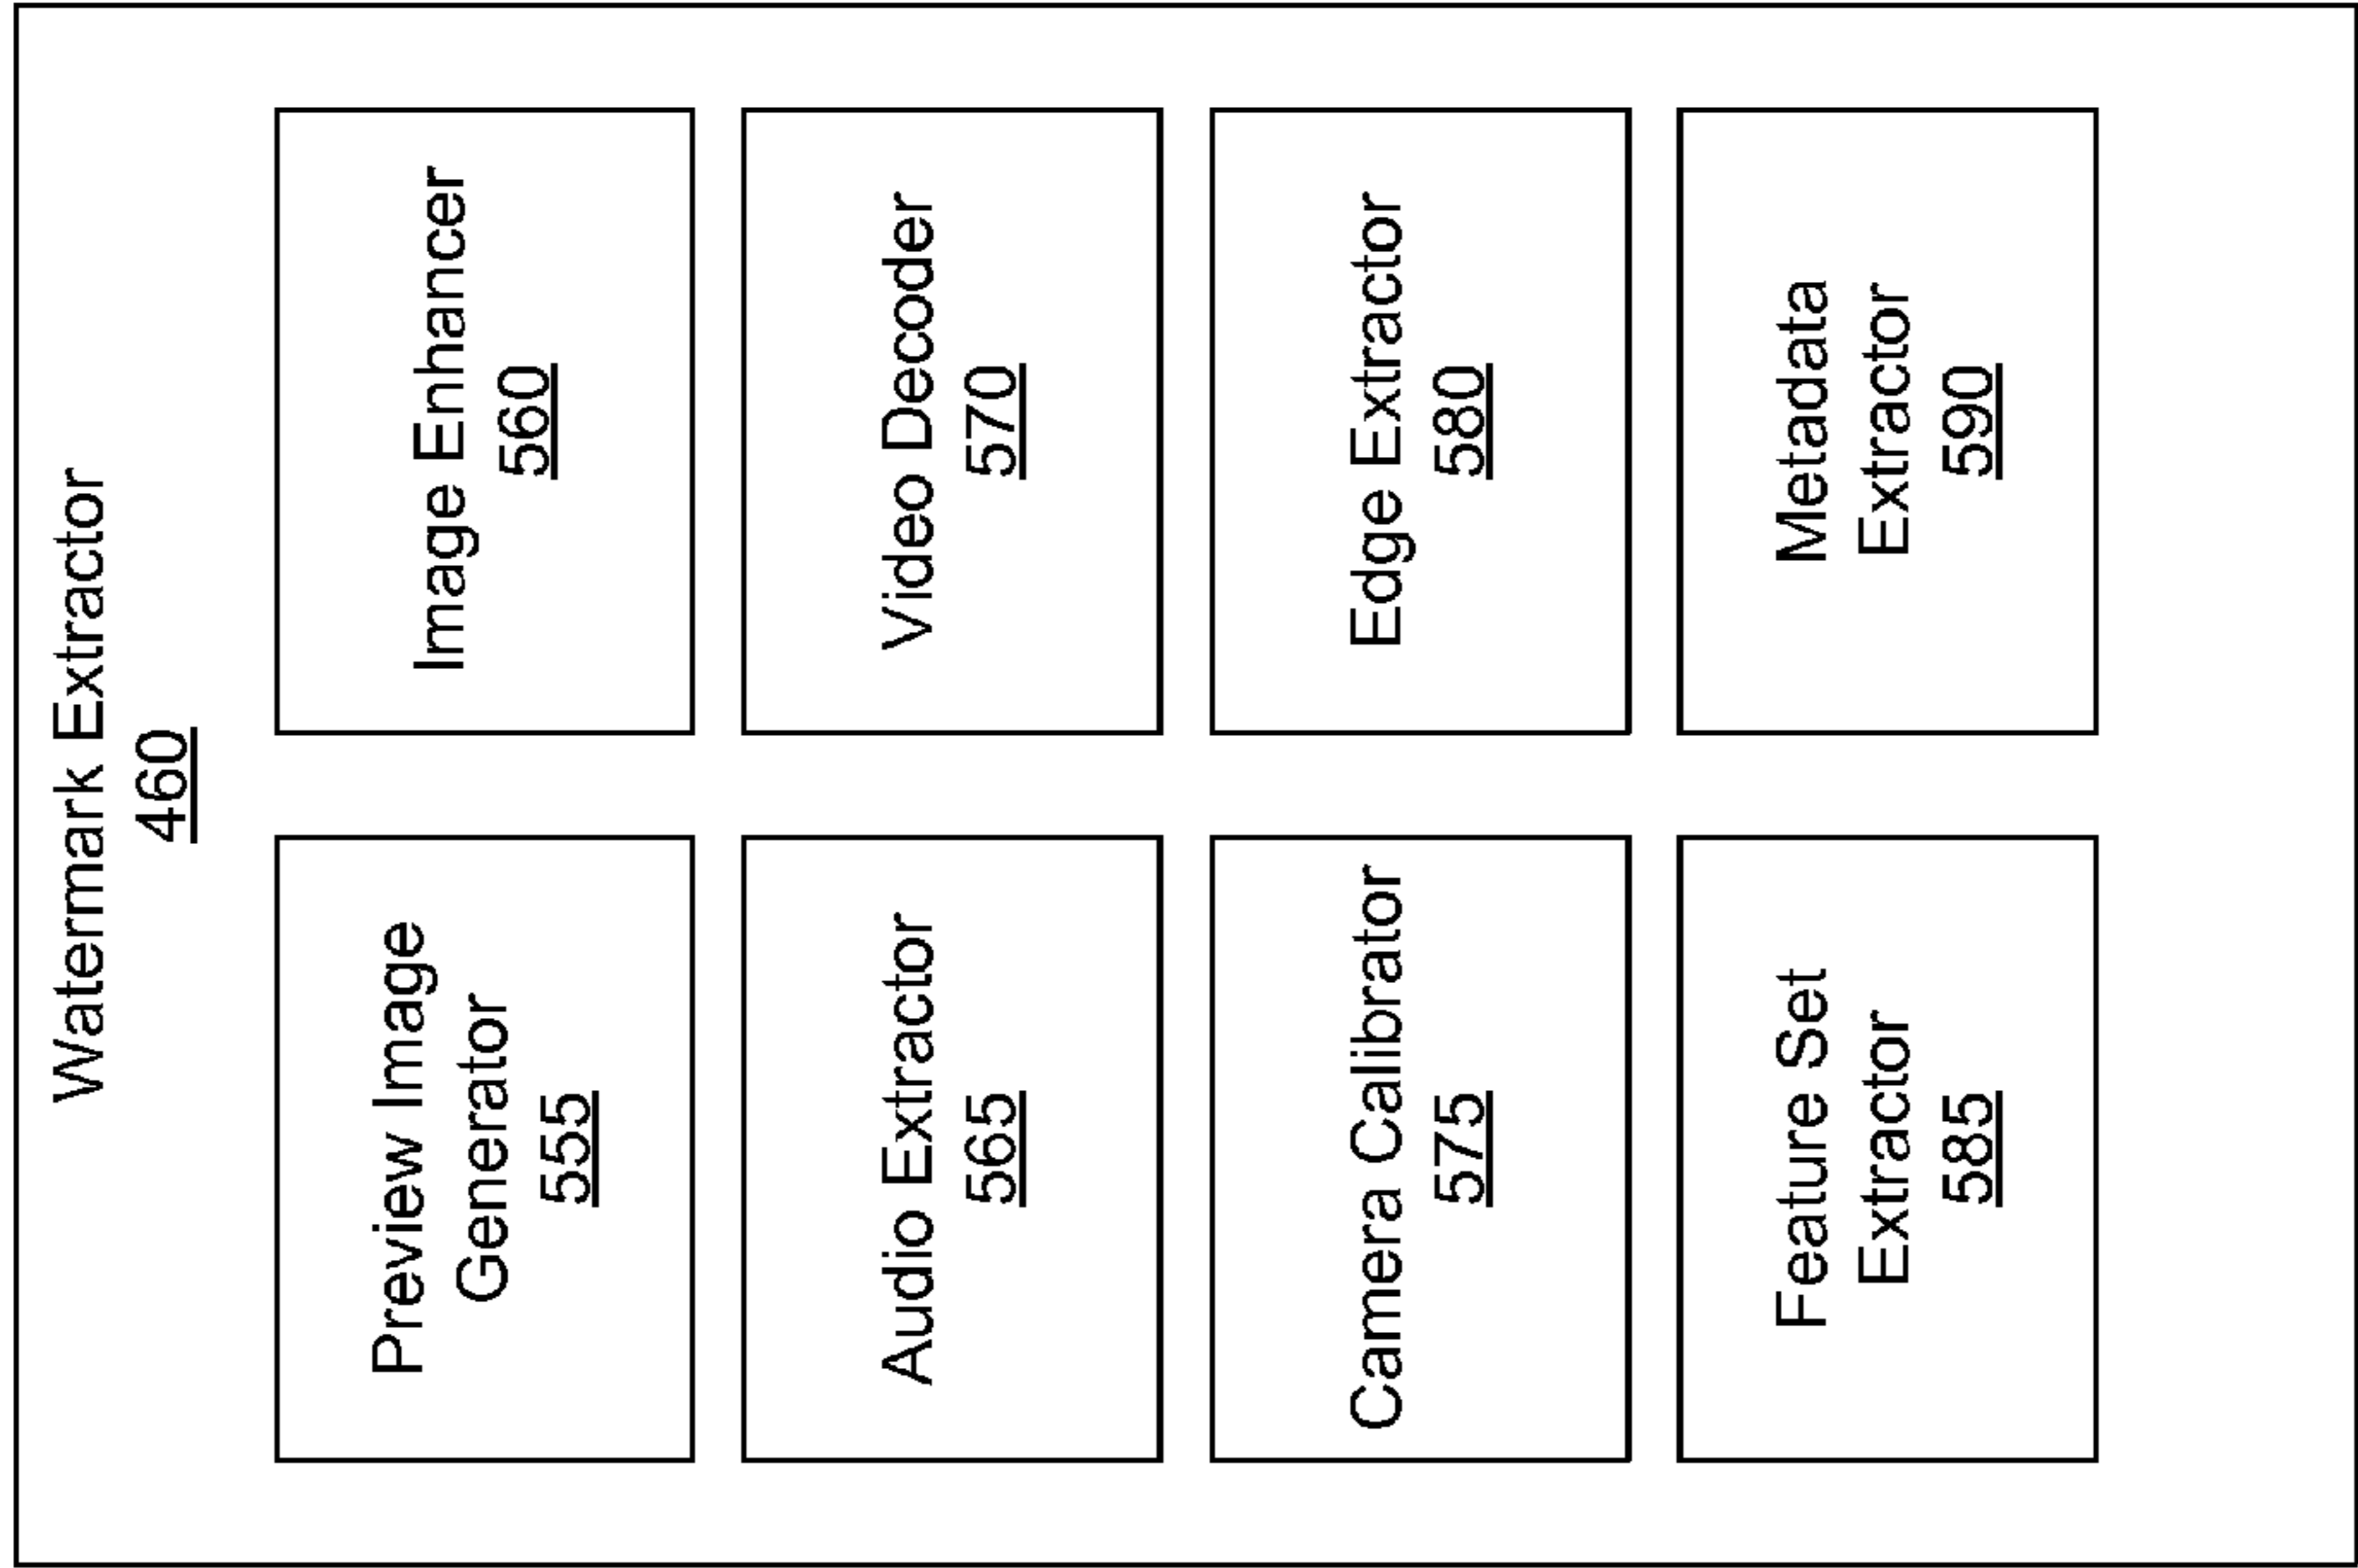 Watermark Extractor
460
Preview Image
Generator
555
Image Enhancer
560
Audio Extractor
565
Video Decoder
570
Camera Calibrator
575
Edge Extractor
580
Feature Set
Extractor
585
Metadata
Extractor
590